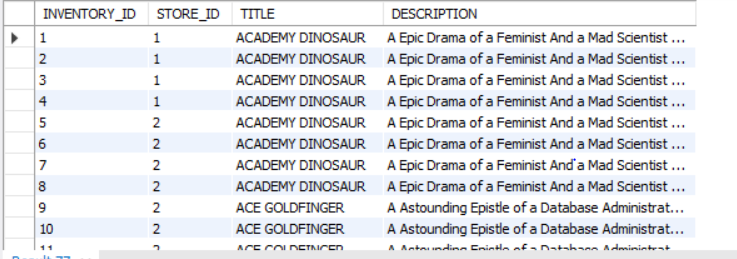 INVENTORY_ID STORE_ID TITLE DESCRIPTION
1 1 ACADEMY DINOSAUR A Epic Drama of a Feminist And a Mad Scientist ...
2 1 ACADEMY DINOSAUR A Epic Drama of a Feminist And a Mad Scientist ...
3 1 ACADEMY DINOSAUR A Epic Drama of a Feminist And a Mad Scientist ...
4 1 ACADEMY DINOSAUR A Epic Drama of a Feminist And a Mad Scientist ...
5 2 ACADEMY DINOSAUR A Epic Drama of a Feminist And a Mad Scientist ...
6 2 ACADEMY DINOSAUR A Epic Drama of a Feminist And a Mad Scientist ...
7 2 ACADEMY DINOSAUR A Epic Drama of a Feminist And a Mad Scientist ...
8 2 ACADEMY DINOSAUR A Epic Drama of a Feminist And a Mad Scientist ...
9 2 ACE GOLDFINGER A Astounding Epistle of a Database Administrat...
10 2 ACE GOLDFINGER A Astounding Epistle of a Database Administrat...
11 2 ACE GOLDFINGER A Astounding Epistle of a Database Administrat
Result 77